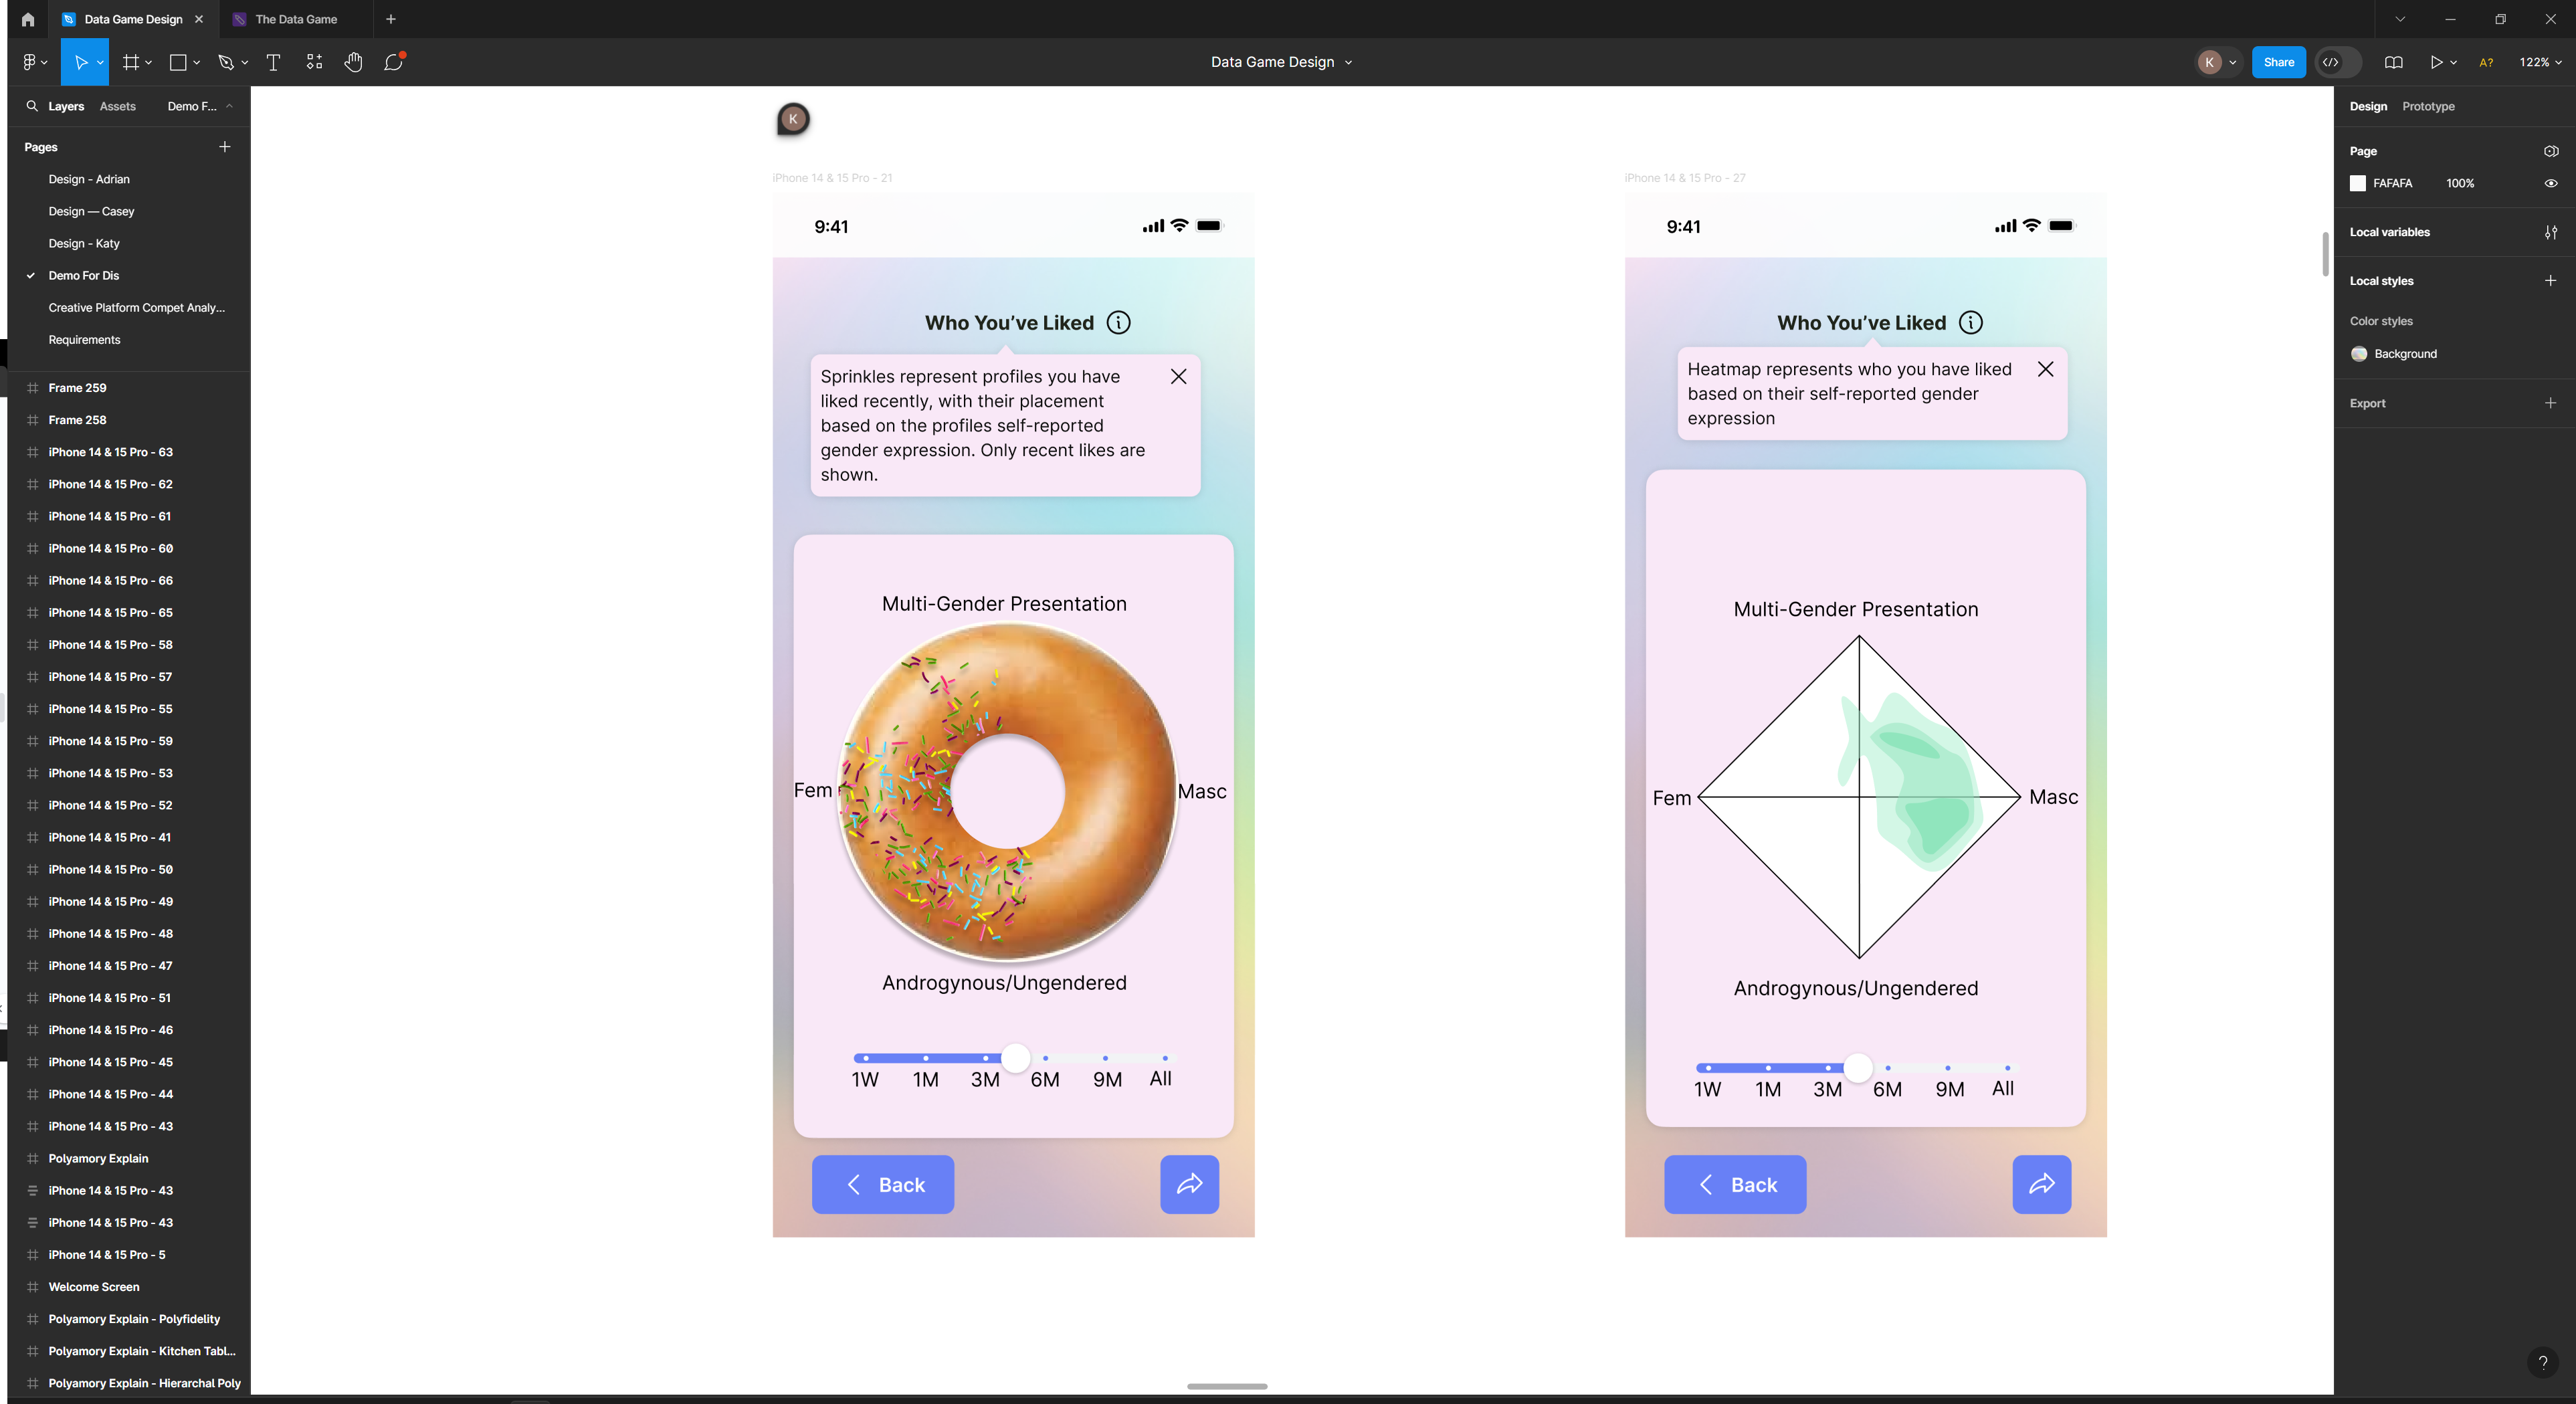 Data Game Design
The Data Game
Data Game Design
K
Share
A?
122%
Layers
Assets
Demo F...
Pages
Design - Adrian
Design — Casey
Design - Katy
Demo For Dis
Creative Platform Compet Analy...
Requirements
Frame 259
Frame 258
iPhone 14 & 15 Pro - 63
iPhone 14 & 15 Pro - 62
iPhone 14 & 15 Pro - 61
iPhone 14 & 15 Pro - 60
iPhone 14 & 15 Pro - 66
iPhone 14 & 15 Pro - 65
iPhone 14 & 15 Pro - 58
iPhone 14 & 15 Pro - 57
iPhone 14 & 15 Pro - 55
iPhone 14 & 15 Pro - 59
iPhone 14 & 15 Pro - 53
iPhone 14 & 15 Pro - 52
iPhone 14 & 15 Pro - 41
iPhone 14 & 15 Pro - 50
iPhone 14 & 15 Pro - 49
iPhone 14 & 15 Pro - 48
iPhone 14 & 15 Pro - 47
iPhone 14 & 15 Pro - 51
iPhone 14 & 15 Pro - 46
iPhone 14 & 15 Pro - 45
iPhone 14 & 15 Pro - 44
iPhone 14 & 15 Pro - 43
Polyamory Explain
iPhone 14 & 15 Pro - 43
iPhone 14 & 15 Pro - 43
iPhone 14 & 15 Pro - 5
Welcome Screen
Polyamory Explain - Polyfidelity
Polyamory Explain - Kitchen Tabl...
Polyamory Explain - Hierarchal Poly
K
iPhone 14 & 15 Pro - 21
9:41
Who You've Liked
Sprinkles represent profiles you have
liked recently, with their placement
based on the profiles self-reported
gender expression. Only recent likes are
shown.
Multi-Gender Presentation
Fem
Masc
Androgynous/Ungendered
1W 1M 3M 6M 9M All
Back
iPhone 14 & 15 Pro - 27
9:41
Who You've Liked
Heatmap represents who you have liked
based on their self-reported gender
expression
Multi-Gender Presentation
Fem
Masc
Androgynous/Ungendered
1W 1M 3M 6M 9M All
Back
Design
Prototype
Page
FAFAFA 100%
Local variables
Local styles
Color styles
Background
Export
?